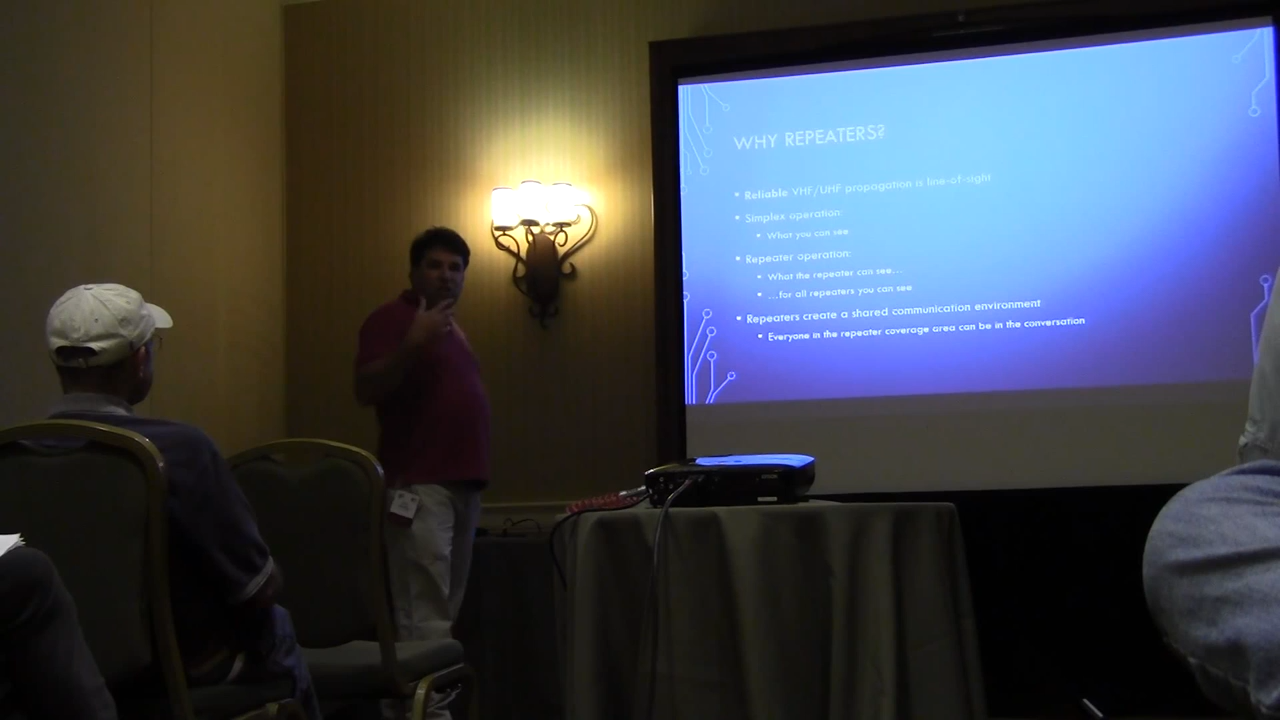 WHY REPEATERS?
Reliable VHF/UHF propagation is line-of-sight
Simplex operation:
What you can see
Repeater operation:
What the repeater can see...
...for all repeaters you can see
Repeaters create a shared communication environment
Everyone in the repeater coverage area can be in the conversation